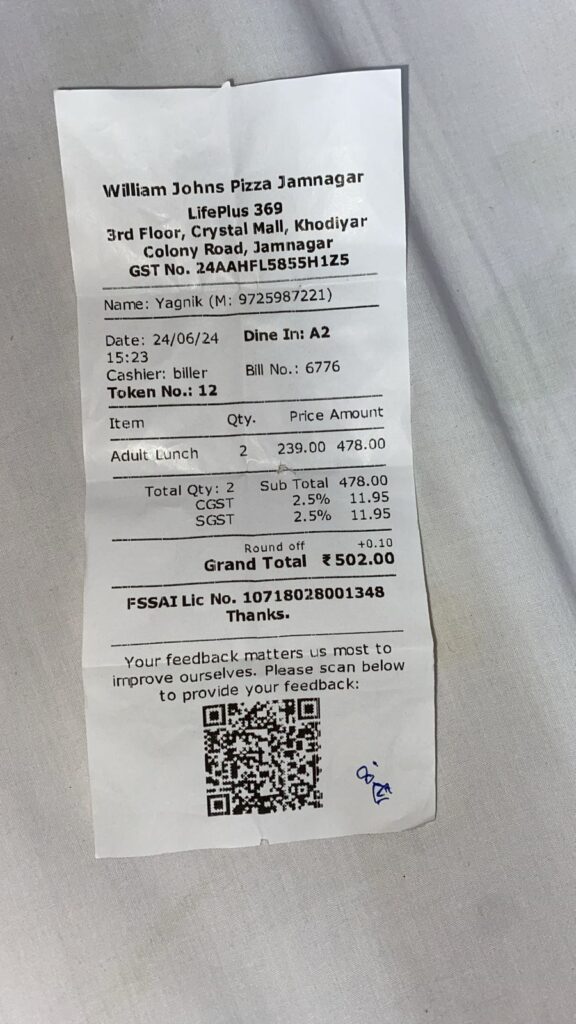 William Johns Pizza Jamnagar
LifePlus 369
3rd Floor, Crystal Mall, Khodiyar
Colony Road, Jamnagar
GST No. 24AAHFL5855H1Z5
Name: Yagnik (M: 9725987221)
Date: 24/06/24 Dine In: A2
15:23
Cashier: biller Bill No.: 6776
Token No.: 12
Item Qty. Price Amount
Adult Lunch 2 239.00 478.00
Total Qty: 2 Sub Total 478.00
CGST 2.5% 11.95
SGST 2.5% 11.95
Round off +0.10
Grand Total ₹502.00
FSSAI Lic No. 10718028001348
Thanks.
Your feedback matters us most to
improve ourselves. Please scan below
to provide your feedback: